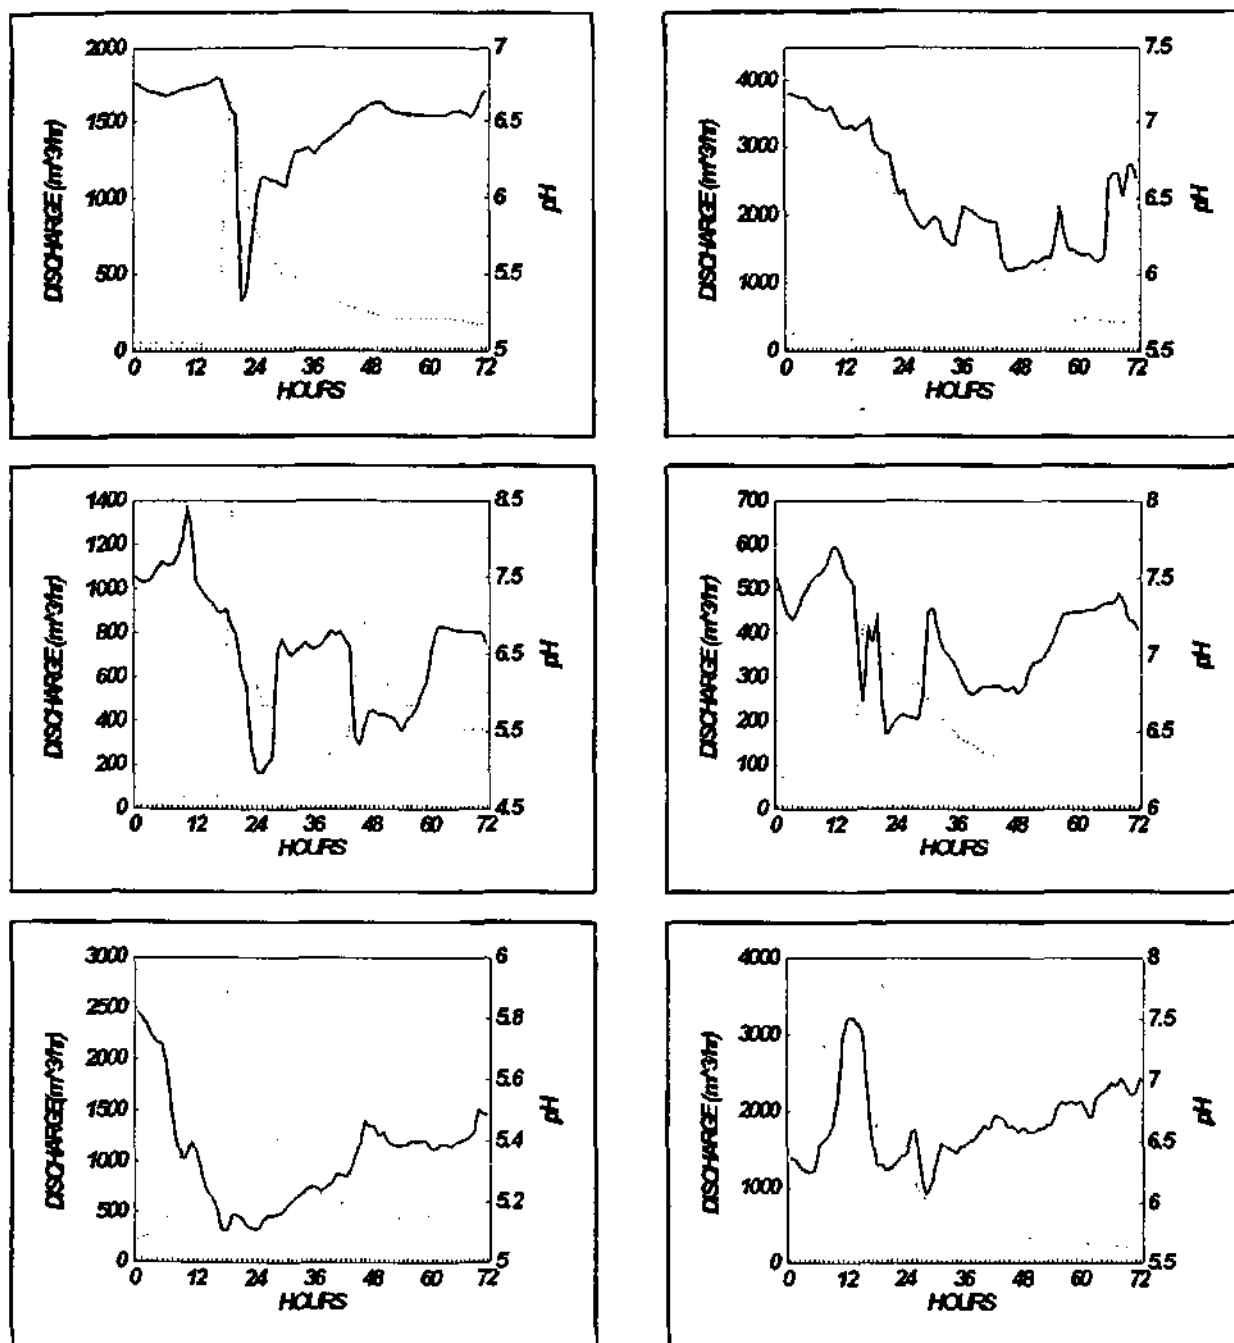 2000
1500
1000
500
0
DISCHARGE (m^3/hr)
7
6.5
6
5.5
5
pH
0 12 24 36 48 60 72
HOURS
4000
3000
2000
1000
0
DISCHARGE (m^3/hr)
7.5
7
6.5
6
5.5
pH
0 12 24 36 48 60 72
HOURS
1400
1200
1000
800
600
400
200
0
DISCHARGE (m^3/hr)
8.5
7.5
6.5
5.5
4.5
pH
0 12 24 36 48 60 72
HOURS
700
600
500
400
300
200
100
0
DISCHARGE (m^3/hr)
8
7.5
7
6.5
6
pH
0 12 24 36 48 60 72
HOURS
3000
2500
2000
1500
1000
500
0
DISCHARGE(m^3/hr)
6
5.8
5.6
5.4
5.2
5
pH
0 12 24 36 48 60 72
HOURS
4000
3000
2000
1000
0
DISCHARGE (m^3/hr)
8
7.5
7
6.5
6
5.5
pH
0 12 24 36 48 60 72
HOURS